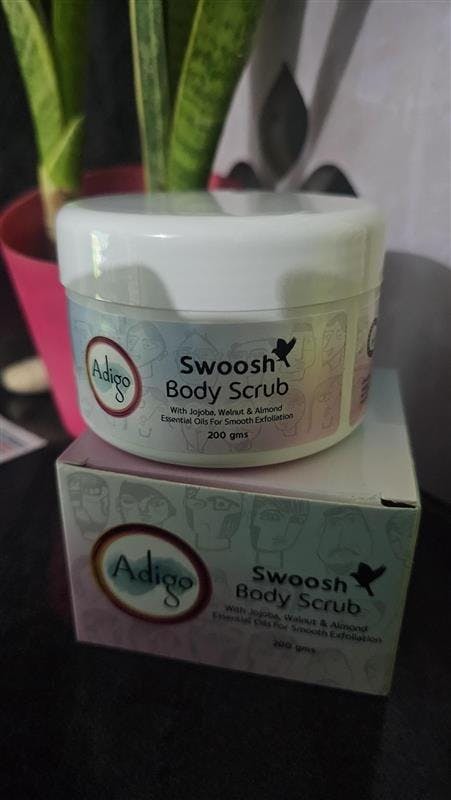 Adigo
Swoosh
Body Scrub
With Jojoba, Walnut & Almond
Essential Oils For Smooth Exfoliation
200 gms
Adigo
Swoosh
Body Scrub
With Jojoba, Walnut & Almond
Essential Oils For Smooth Exfoliation
200 gms